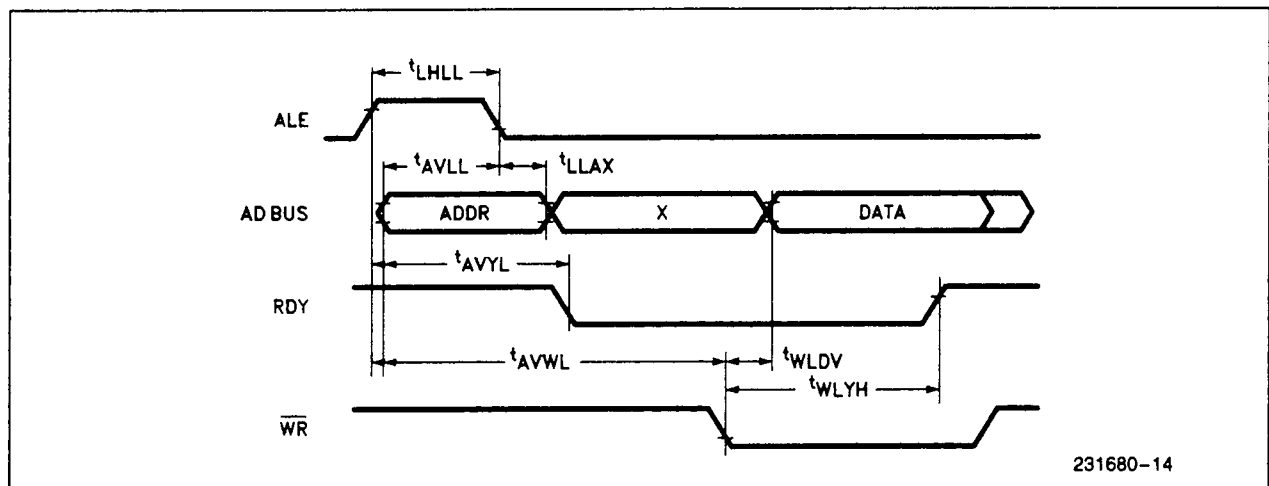 tLHLL
ALE
tAVLL
tLLAX
AD BUS
ADDR
X
DATA
tAVYL
RDY
tAVWL
tWLDV
tWLYH
WR
231680-14